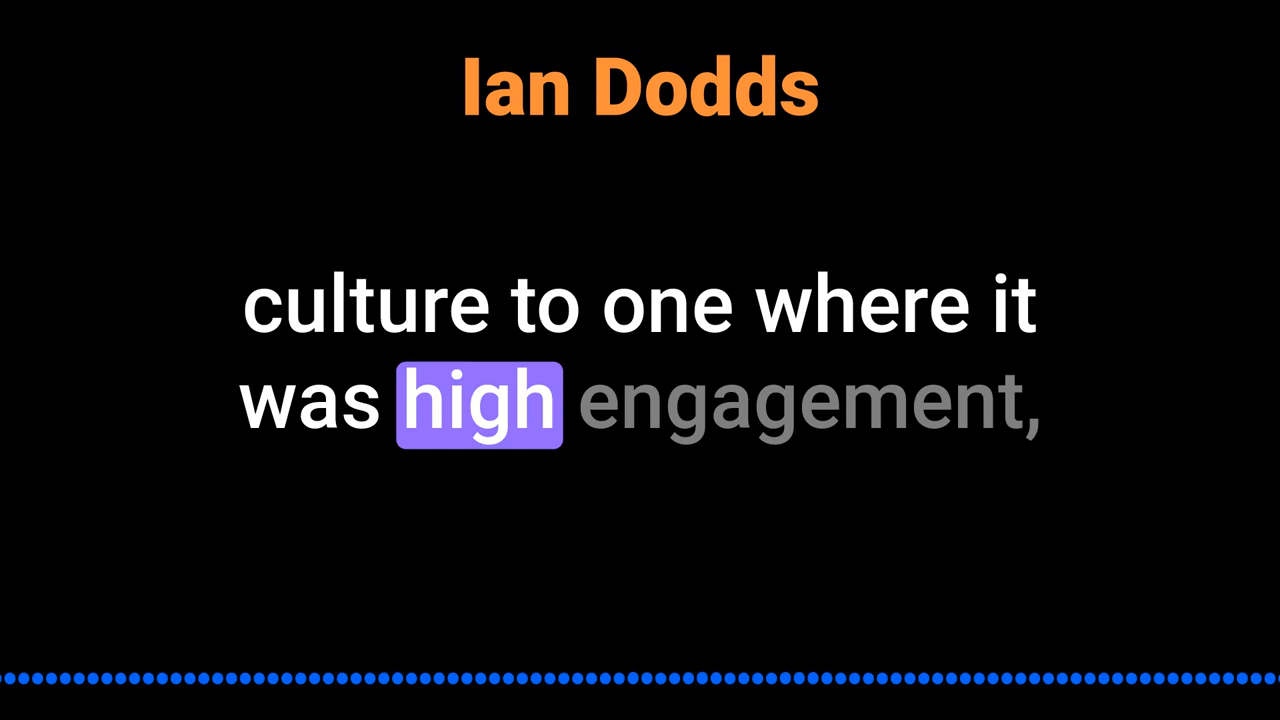 Ian Dodds
culture to one where it
was high engagement,